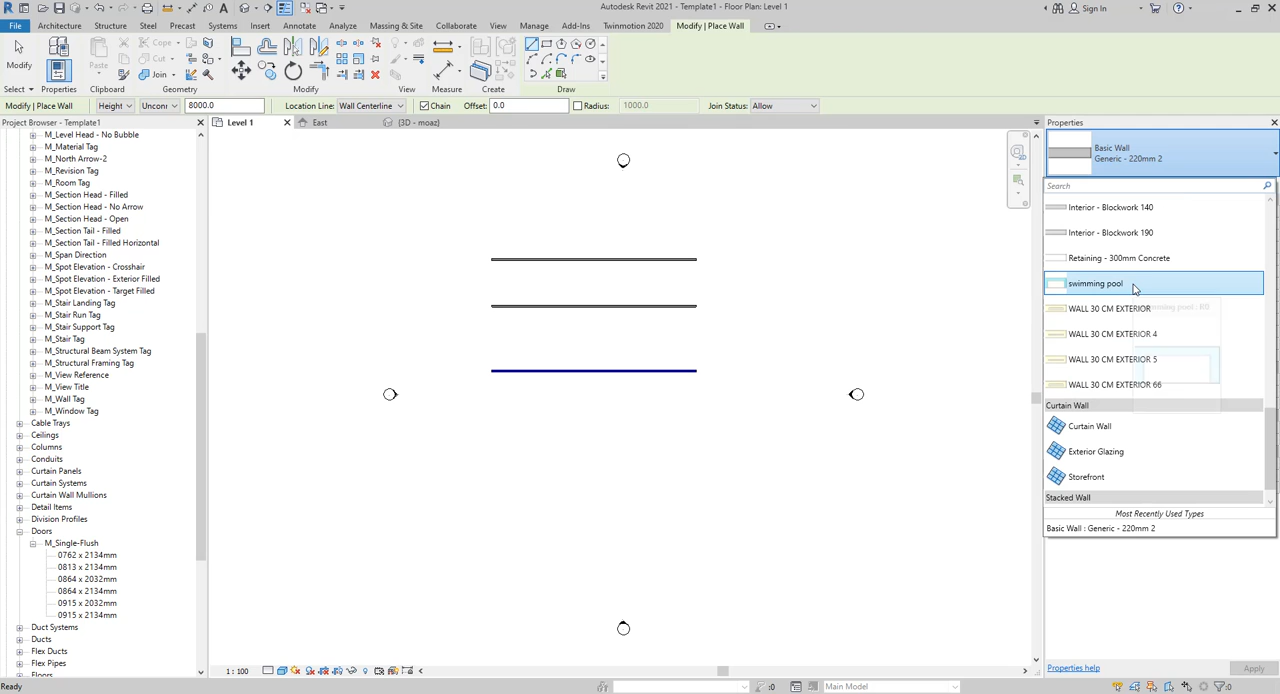 Autodesk Revit 2021 - Template1 - Floor Plan: Level 1
Sign In
File Architecture Structure Steel Precast Systems Insert Annotate Analyze Massing & Site Collaborate View Manage Add-Ins Twinmotion 2020 Modify | Place Wall
Modify
Paste
Cope
Cut
Join
Select Properties Clipboard Geometry Modify View Measure Create Draw
Modify | Place Wall Height Unconr 8000.0 Location Line: Wall Centerline Chain Offset: 0.0 Radius: 1000.0 Join Status: Allow
Project Browser - Template1
Level 1
East
{3D - moaz}
Properties
M_Level Head - No Bubble
M_Material Tag
M_North Arrow-2
M_Revision Tag
M_Room Tag
M_Section Head - Filled
M_Section Head - No Arrow
M_Section Head - Open
M_Section Tail - Filled
M_Section Tail - Filled Horizontal
M_Span Direction
M_Spot Elevation - Crosshair
M_Spot Elevation - Exterior Filled
M_Spot Elevation - Target Filled
M_Stair Landing Tag
M_Stair Run Tag
M_Stair Support Tag
M_Stair Tag
M_Structural Beam System Tag
M_Structural Framing Tag
M_View Reference
M_View Title
M_Wall Tag
M_Window Tag
Cable Trays
Ceilings
Columns
Conduits
Curtain Panels
Curtain Systems
Curtain Wall Mullions
Detail Items
Division Profiles
Doors
M_Single-Flush
0762 x 2134mm
0813 x 2134mm
0864 x 2032mm
0864 x 2134mm
0915 x 2032mm
0915 x 2134mm
Duct Systems
Ducts
Flex Ducts
Flex Pipes
Floors
Basic Wall
Generic - 220mm 2
Search
Interior - Blockwork 140
Interior - Blockwork 190
Retaining - 300mm Concrete
swimming pool
WALL 30 CM EXTERIOR
WALL 30 CM EXTERIOR 4
WALL 30 CM EXTERIOR 5
WALL 30 CM EXTERIOR 66
Curtain Wall
Curtain Wall
Exterior Glazing
Storefront
Stacked Wall
Most Recently Used Types
Basic Wall : Generic - 220mm 2
Properties help
Apply
1 : 100
Ready
:0
Main Model
:0